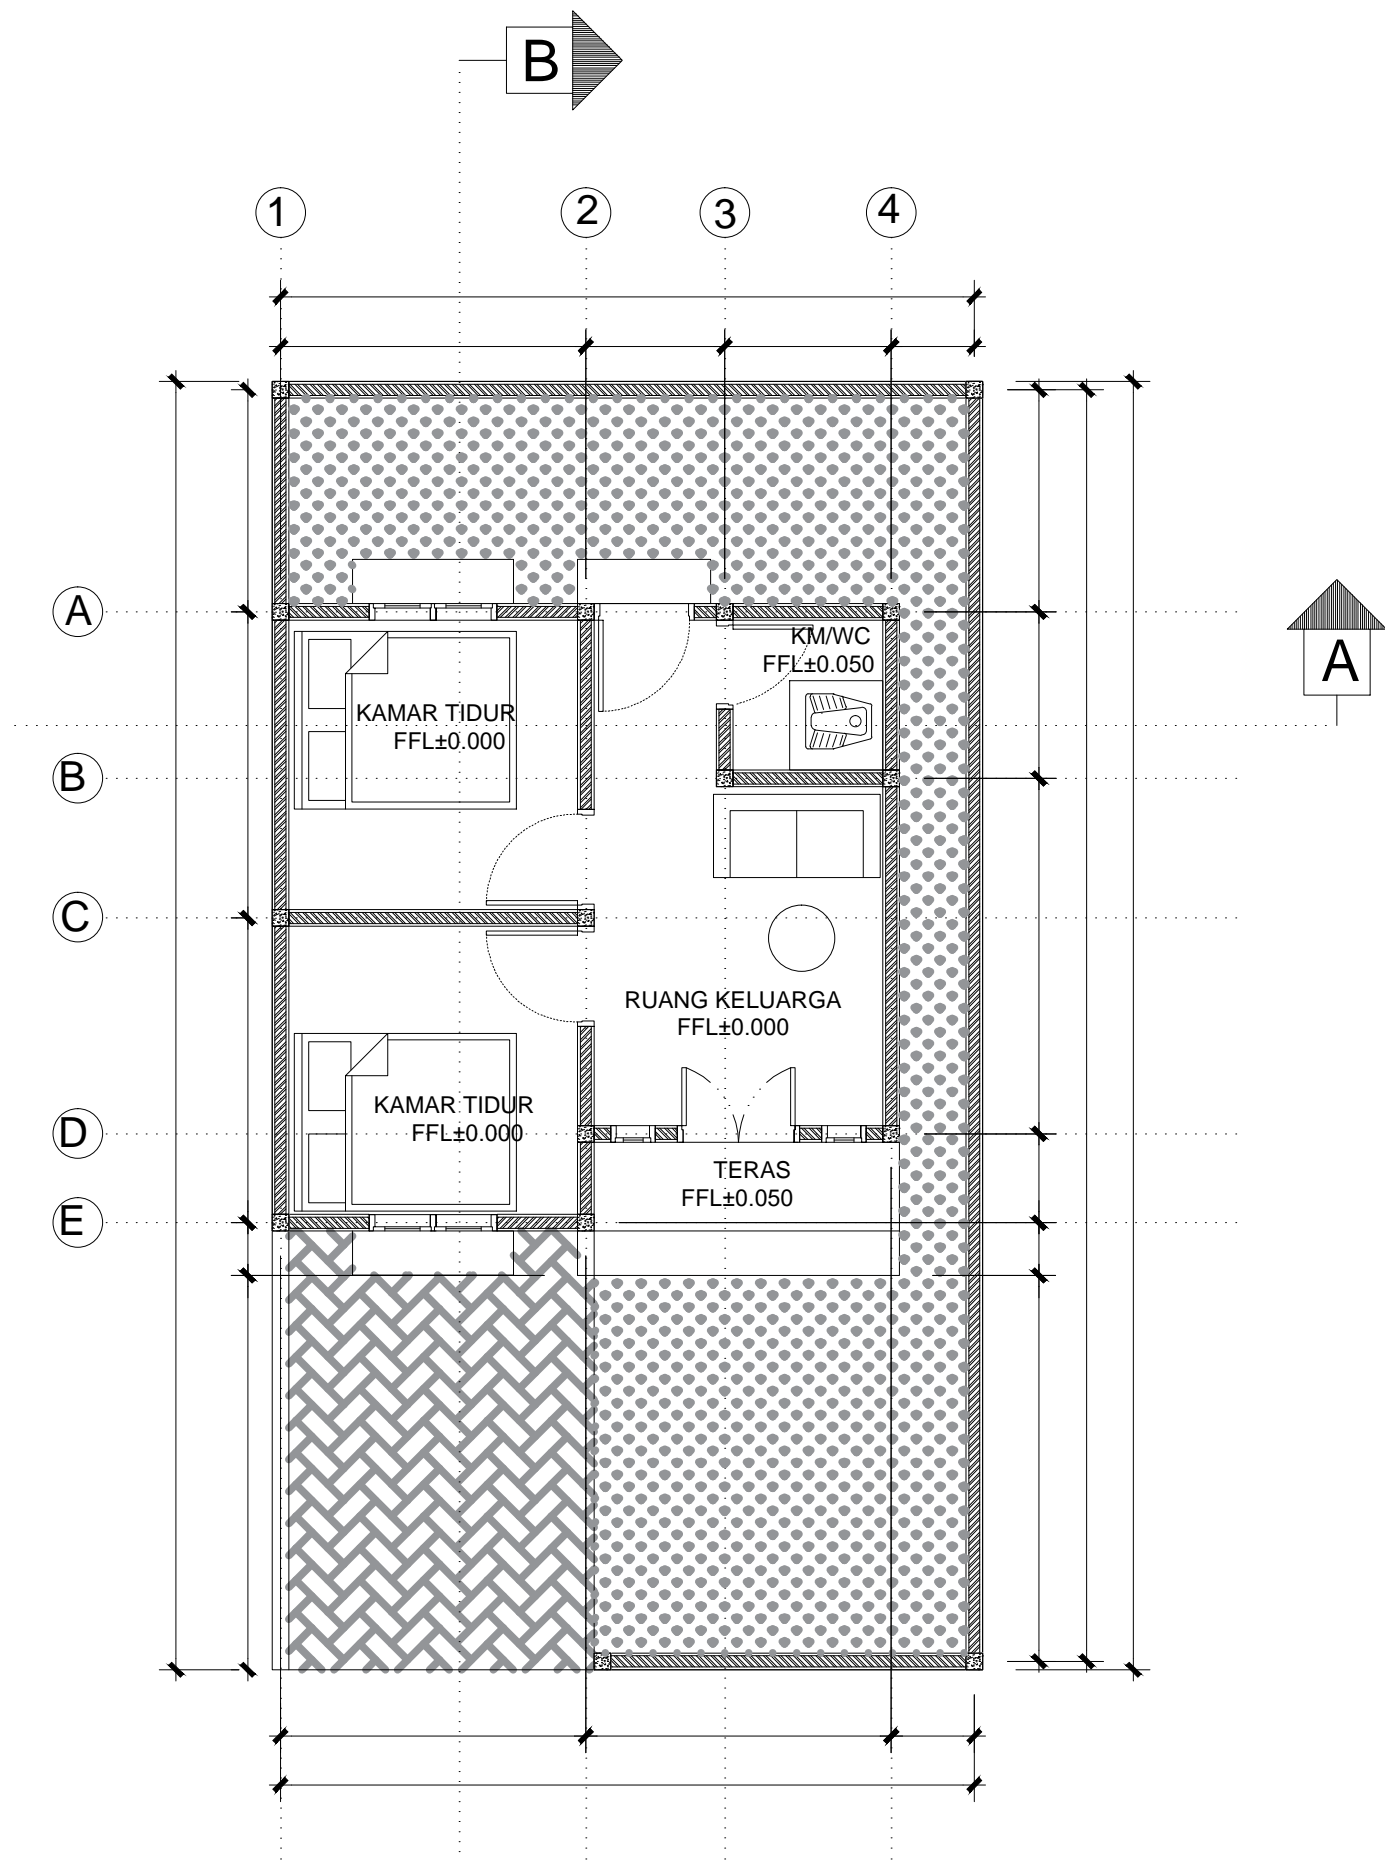 B
1
2
3
4
A
KM/WC
FFL±0.050
A
KAMAR TIDUR
FFL±0.000
B
C
RUANG KELUARGA
FFL±0.000
KAMAR TIDUR
FFL±0.000
D
TERAS
FFL±0.050
E